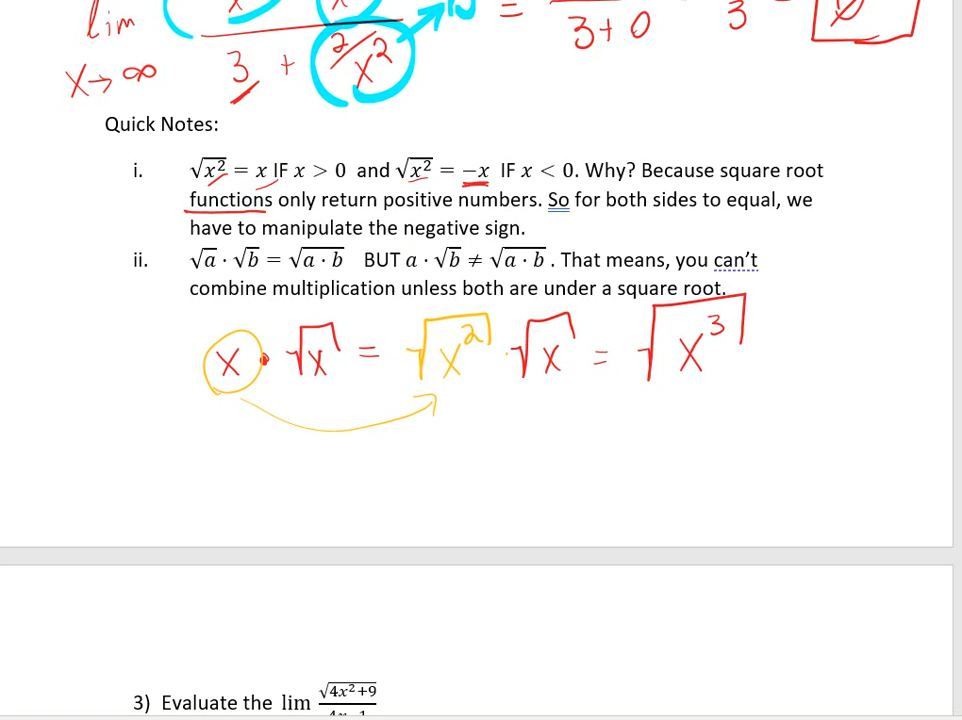 lim
x→∞
3 + 2/x²
=
3+0
3
Quick Notes:
i. √x² = x IF x > 0 and √x² = −x IF x < 0. Why? Because square root
functions only return positive numbers. So for both sides to equal, we
have to manipulate the negative sign.
ii. √a · √b = √a · b BUT a · √b ≠ √a · b . That means, you can’t
combine multiplication unless both are under a square root.
x · √x = √x² · √x = √x³
3) Evaluate the lim √4x²+9